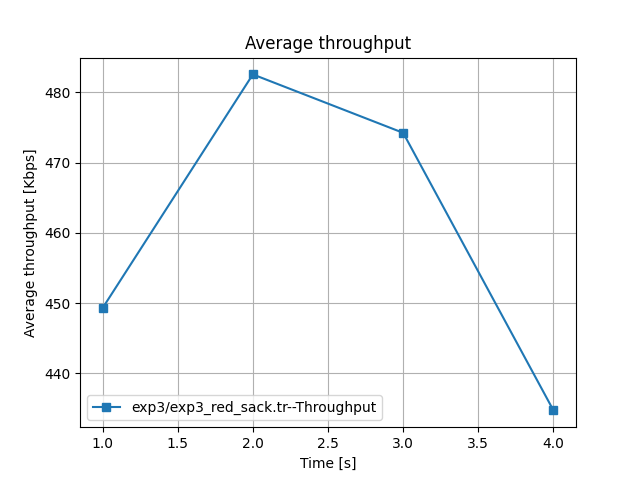 Average throughput
Average throughput [Kbps]
480
470
460
450
440
exp3/exp3_red_sack.tr--Throughput
1.0 1.5 2.0 2.5 3.0 3.5 4.0
Time [s]